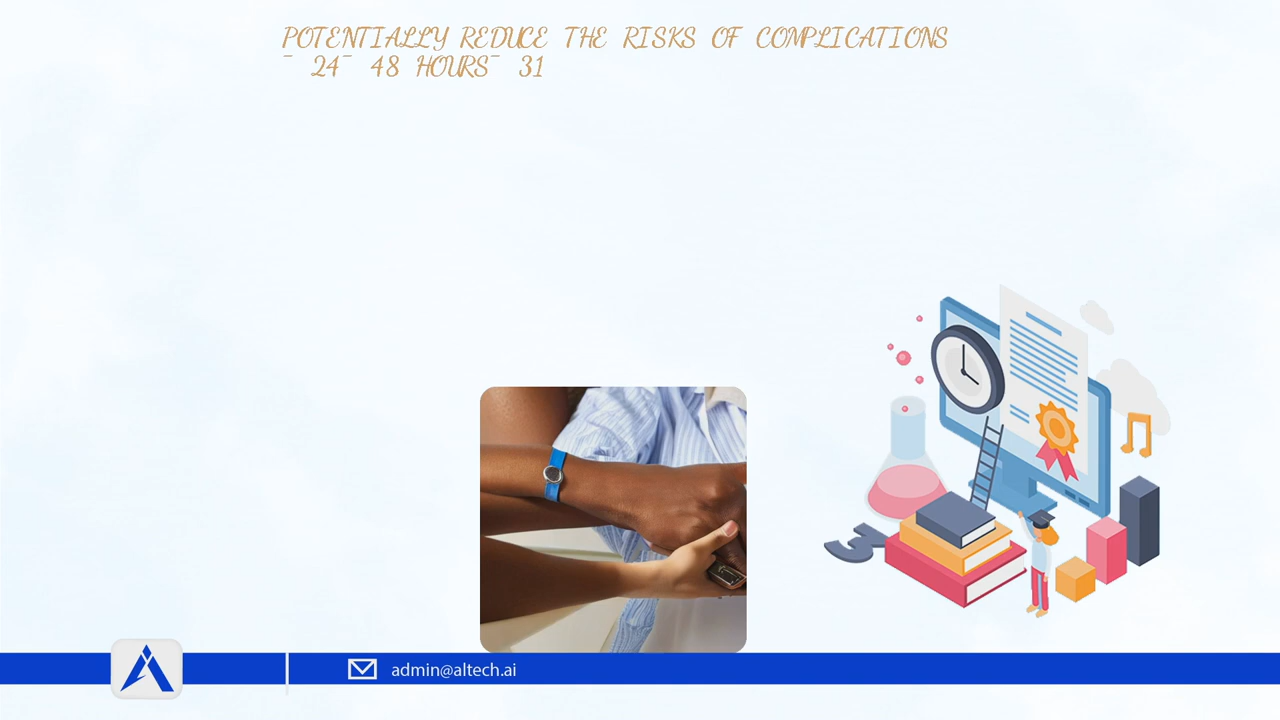 POTENTIALLY REDUCE THE RISKS OF COMPLICATIONS
- 24- 48 HOURS- 31
admin@altech.ai